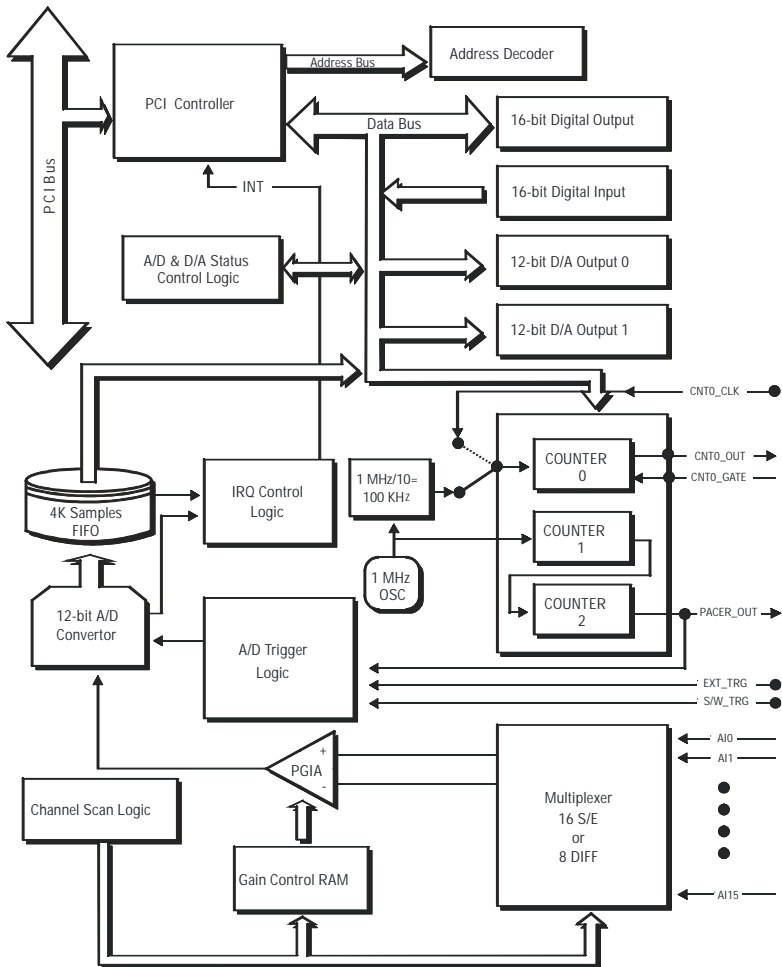 Address Bus
Address Decoder
PCI Controller
PCI Bus
Data Bus
16-bit Digital Output
INT
16-bit Digital Input
A/D & D/A Status
Control Logic
12-bit D/A Output 0
12-bit D/A Output 1
CNT0_CLK
4K Samples
FIFO
IRQ Control
Logic
1 MHz/10=
100 KHz
COUNTER
0
CNT0_OUT
CNT0_GATE
COUNTER
1
1 MHz
OSC
COUNTER
2
PACER_OUT
12-bit A/D
Convertor
A/D Trigger
Logic
EXT_TRG
S/W_TRG
PGIA
+
-
Multiplexer
16 S/E
or
8 DIFF
AI0
AI1
AI15
Channel Scan Logic
Gain Control RAM